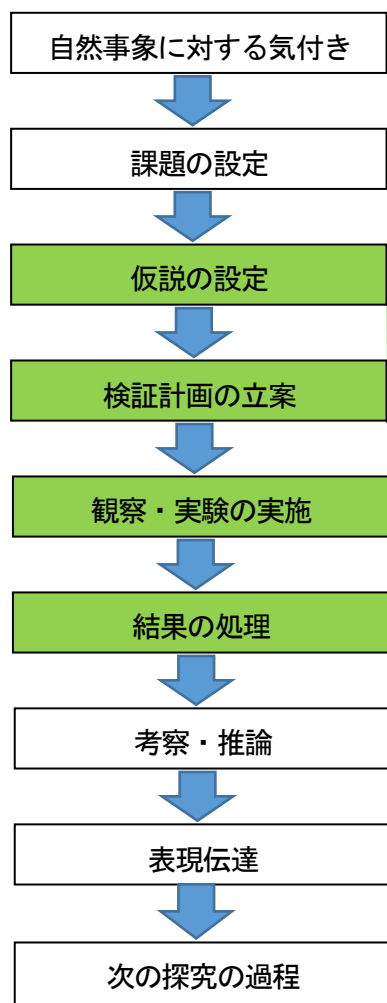 自然事象に対する気付き
課題の設定
仮説の設定
検証計画の立案
観察・実験の実施
結果の処理
考察・推論
表現伝達
次の探究の過程